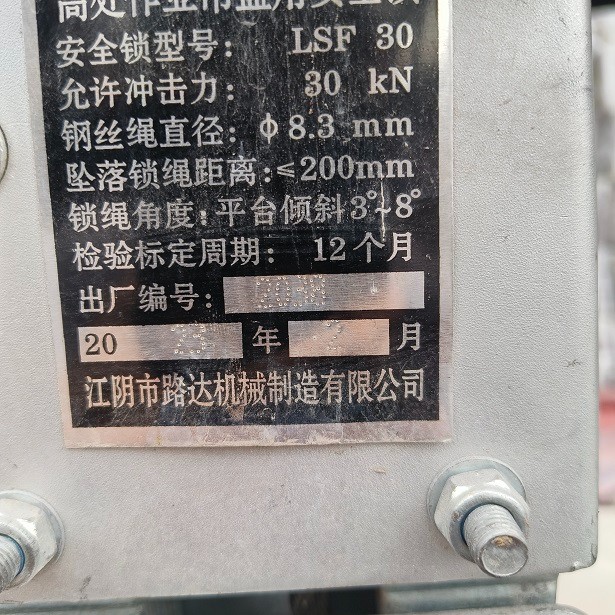 高处作业吊篮用安全锁
安全锁型号: LSF 30
允许冲击力: 30 kN
钢丝绳直径: φ8.3 mm
坠落锁绳距离: ≤200mm
锁绳角度: 平台倾斜3°~8°
检验标定周期: 12个月
出厂编号:
20 23 年 2 月
江阴市路达机械制造有限公司